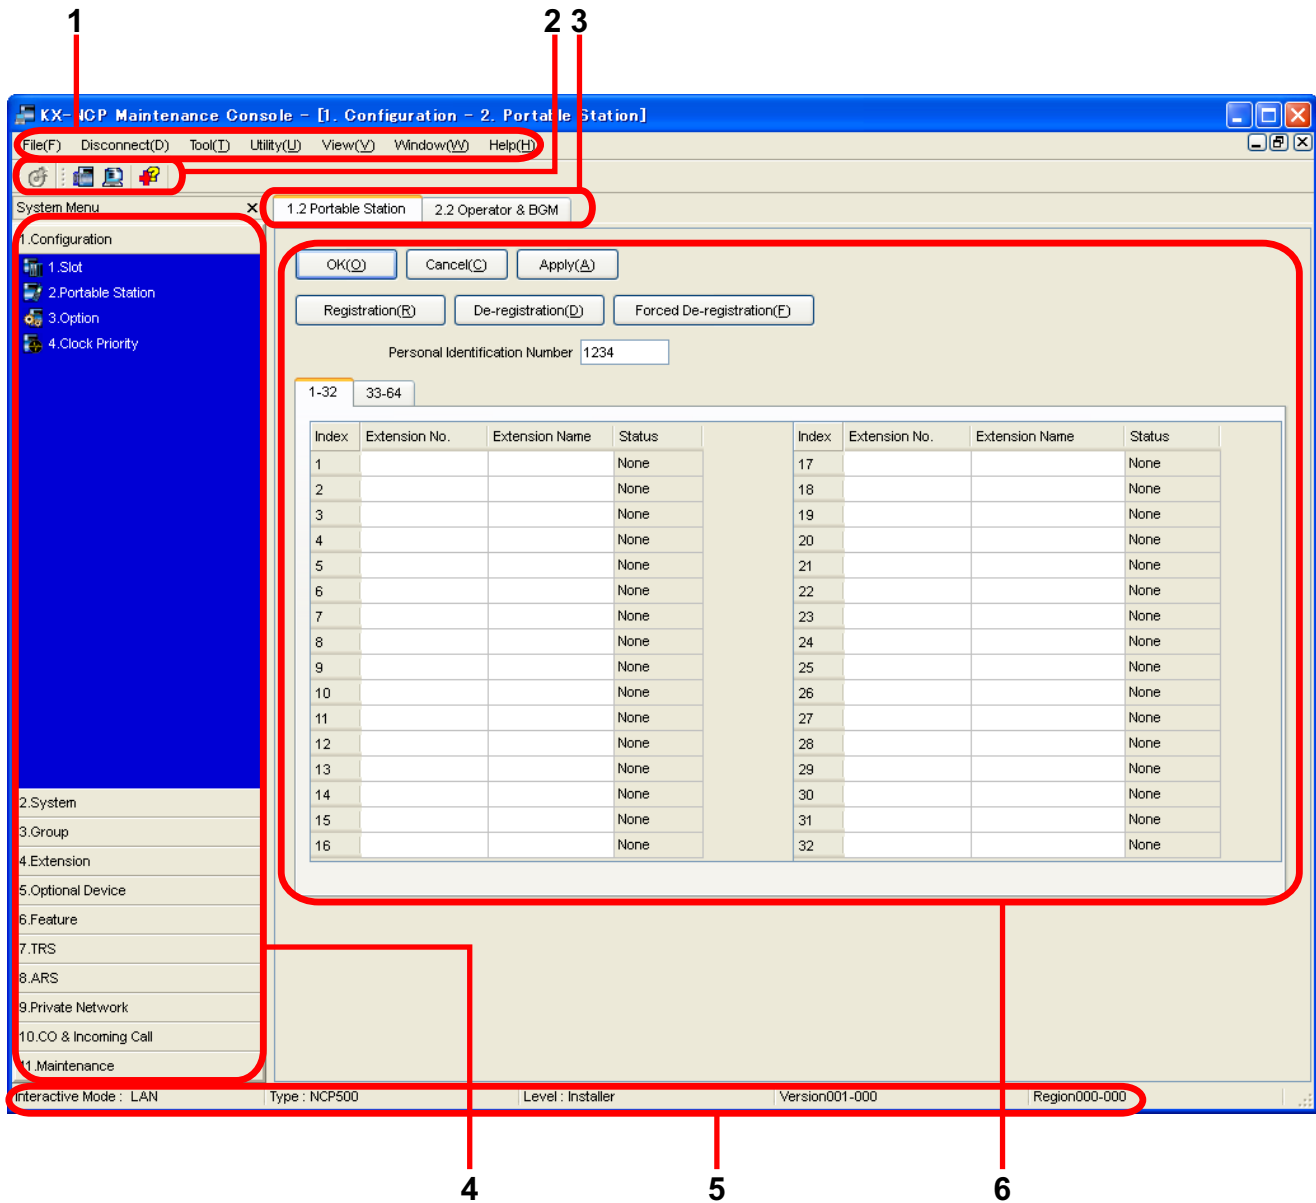 1 2 3
KX-NCP Maintenance Console - [1. Configuration - 2. Portable Station]
File(F) Disconnect(D) Tool(T) Utility(U) View(V) Window(W) Help(H)
System Menu
1.2 Portable Station 2.2 Operator & BGM
1.Configuration
1.Slot
2.Portable Station
3.Option
4.Clock Priority
2.System
3.Group
4.Extension
5.Optional Device
6.Feature
7.TRS
8.ARS
9.Private Network
10.CO & Incoming Call
11.Maintenance
OK(O) Cancel(C) Apply(A)
Registration(R) De-registration(D) Forced De-registration(F)
Personal Identification Number 1234
1-32 33-64
Index Extension No. Extension Name Status Index Extension No. Extension Name Status
1 None 17 None
2 None 18 None
3 None 19 None
4 None 20 None
5 None 21 None
6 None 22 None
7 None 23 None
8 None 24 None
9 None 25 None
10 None 26 None
11 None 27 None
12 None 28 None
13 None 29 None
14 None 30 None
15 None 31 None
16 None 32 None
Interactive Mode : LAN Type : NCP500 Level : Installer Version001-000 Region000-000
4 5 6